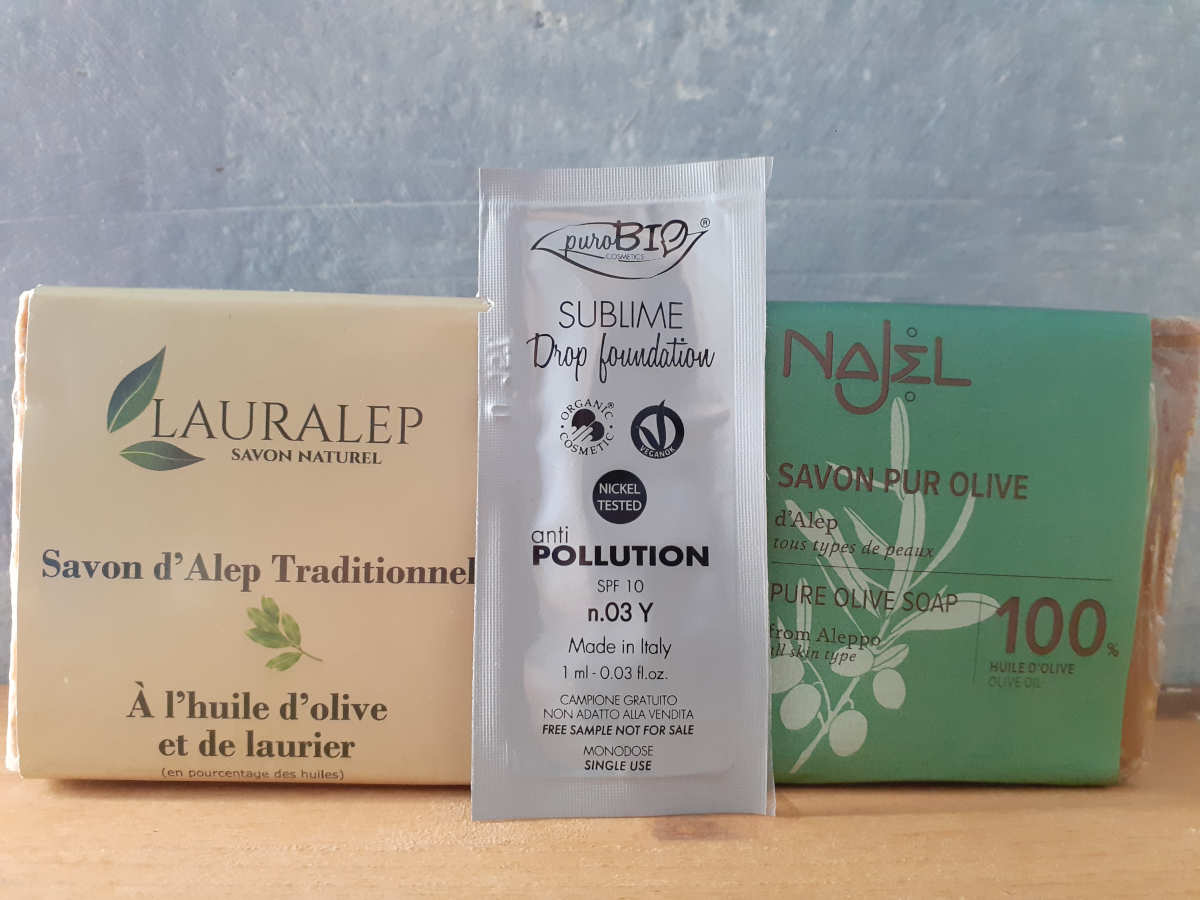 LAURALEP
SAVON NATUREL
Savon d'Alep Traditionnel
À l'huile d'olive
et de laurier
(en pourcentage des huiles)
puroBIO®
COSMETICS
SUBLIME
Drop foundation
ORGANIC® COSMETIC
VEGANOK
NICKEL
TESTED
anti
POLLUTION
SPF 10
n.03 Y
Made in Italy
1 ml - 0.03 fl.oz.
CAMPIONE GRATUITO
NON ADATTO ALLA VENDITA
FREE SAMPLE NOT FOR SALE
MONODOSE
SINGLE USE
NAJEL
SAVON PUR OLIVE
d'Alep
tous types de peaux
PURE OLIVE SOAP
from Aleppo
all skin type
100%
HUILE D'OLIVE
OLIVE OIL